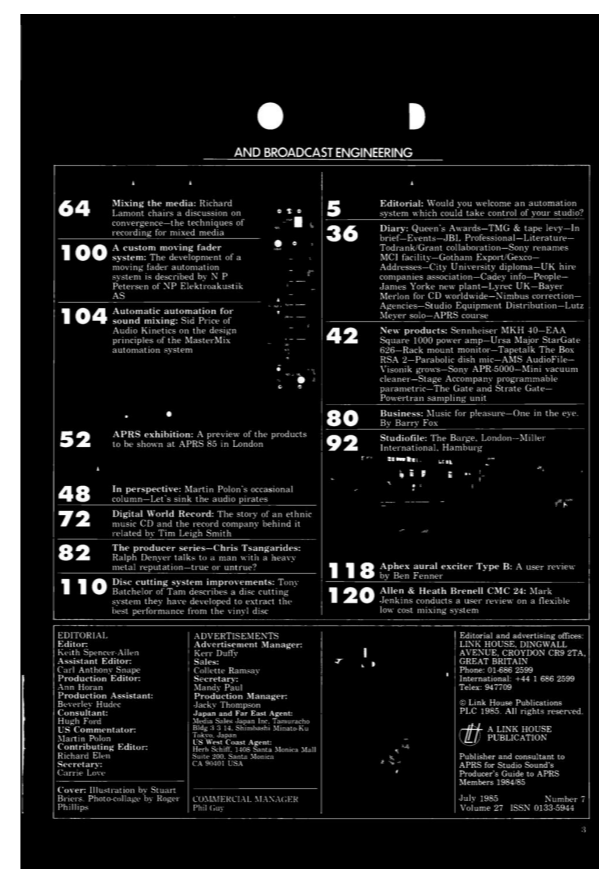 AND BROADCAST ENGINEERING
64 Mixing the media: Richard
Lamont chairs a discussion on
convergence—the techniques of
recording for mixed media
100 A custom moving fader
system: The development of a
moving fader automation
system is described by N P
Petersen of NP Elektroakustik
AS
104 Automatic automation for
sound mixing: Sid Price of
Audio Kinetics on the design
principles of the MasterMix
automation system
52 APRS exhibition: A preview of the products
to be shown at APRS 85 in London
48 In perspective: Martin Polon's occasional
column—Let's sink the audio pirates
72 Digital World Record: The story of an ethnic
music CD and the record company behind it
related by Tim Leigh Smith
82 The producer series—Chris Tsangarides:
Ralph Denyer talks to a man with a heavy
metal reputation—true or untrue?
110 Disc cutting system improvements: Tony
Batchelor of Tam describes a disc cutting
system they have developed to extract the
best performance from the vinyl disc
5 Editorial: Would you welcome an automation
system which could take control of your studio?
36 Diary: Queen's Awards—TMG & tape levy—In
brief—Events—JBL Professional—Literature—
Todrank/Grant collaboration—Sony renames
MCI facility—Gotham Export/Gexco—
Addresses—City University diploma—UK hire
companies association—Cadey info—People—
James Yorke new plant—Lyrec UK—Bayer
Merlon for CD worldwide—Nimbus correction—
Agencies—Studio Equipment Distribution—Lutz
Meyer solo—APRS course
42 New products: Sennheiser MKH 40—EAA
Square 1000 power amp—Ursa Major StarGate
626—Rack mount monitor—Tapetalk The Box
RSA 2—Parabolic dish mic—AMS AudioFile—
Visonik grows—Sony APR-5000—Mini vacuum
cleaner—Stage Accompany programmable
parametric—The Gate and Strate Gate—
Powertran sampling unit
80 Business: Music for pleasure—One in the eye.
By Barry Fox
92 Studiofile: The Barge, London—Miller
International, Hamburg
118 Aphex aural exciter Type B: A user review
by Ben Fenner
120 Allen & Heath Brenell CMC 24: Mark
Jenkins conducts a user review on a flexible
low cost mixing system
EDITORIAL
Editor:
Keith Spencer-Allen
Assistant Editor:
Carl Anthony Snape
Production Editor:
Ann Horan
Production Assistant:
Beverley Hudec
Consultant:
Hugh Ford
US Commentator:
Martin Polon
Contributing Editor:
Richard Elen
Secretary:
Carrie Love
Cover: Illustration by Stuart
Briers. Photo-collage by Roger
Phillips
ADVERTISEMENTS
Advertisement Manager:
Kerr Duffy
Sales:
Collette Ramsay
Secretary:
Mandy Paul
Production Manager:
Jacky Thompson
Japan and Far East Agent:
Media Sales Japan Inc, Tamuracho
Bldg 3 3 14, Shimbashi Minato-Ku
Tokyo, Japan
US West Coast Agent:
Herb Schiff, 1408 Santa Monica Mall
Suite 200, Santa Monica
CA 90401 USA
COMMERCIAL MANAGER
Phil Guy
Editorial and advertising offices:
LINK HOUSE, DINGWALL
AVENUE, CROYDON CR9 2TA,
GREAT BRITAIN
Phone: 01-686 2599
International: +44 1 686 2599
Telex: 947709
© Link House Publications
PLC 1985. All rights reserved.
A LINK HOUSE
PUBLICATION
Publisher and consultant to
APRS for Studio Sound's
Producer's Guide to APRS
Members 1984/85
July 1985 Number 7
Volume 27 ISSN 0133-5944
3